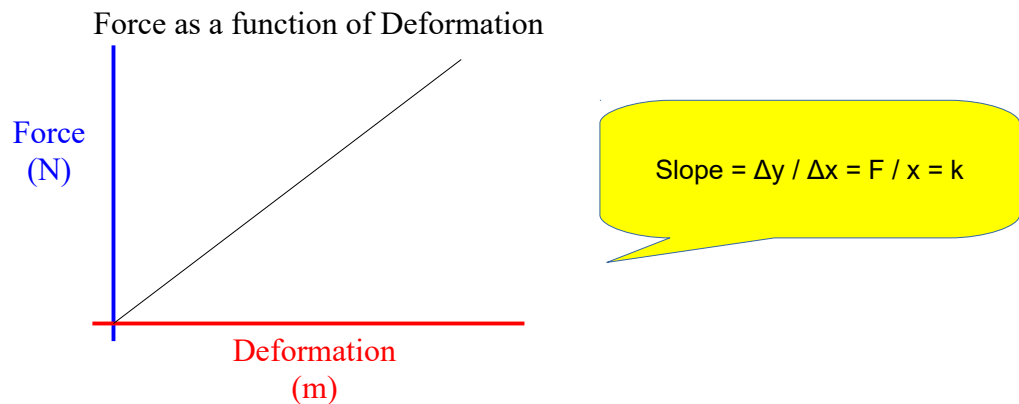 Force as a function of Deformation
Force
(N)
Slope = Δy / Δx = F / x = k
Deformation
(m)